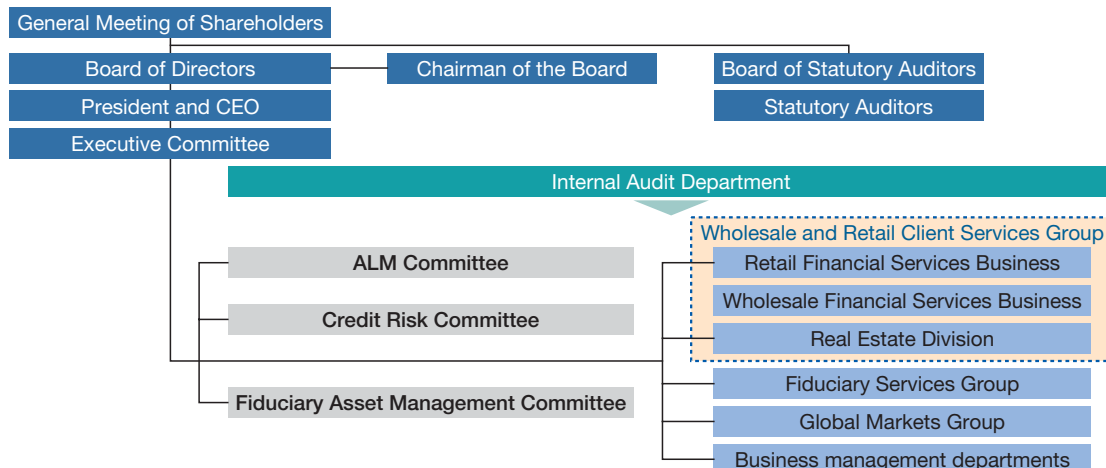 General Meeting of Shareholders
Board of Directors
Chairman of the Board
Board of Statutory Auditors
President and CEO
Statutory Auditors
Executive Committee
Internal Audit Department
Wholesale and Retail Client Services Group
ALM Committee
Retail Financial Services Business
Wholesale Financial Services Business
Credit Risk Committee
Real Estate Division
Fiduciary Services Group
Fiduciary Asset Management Committee
Global Markets Group
Business management departments